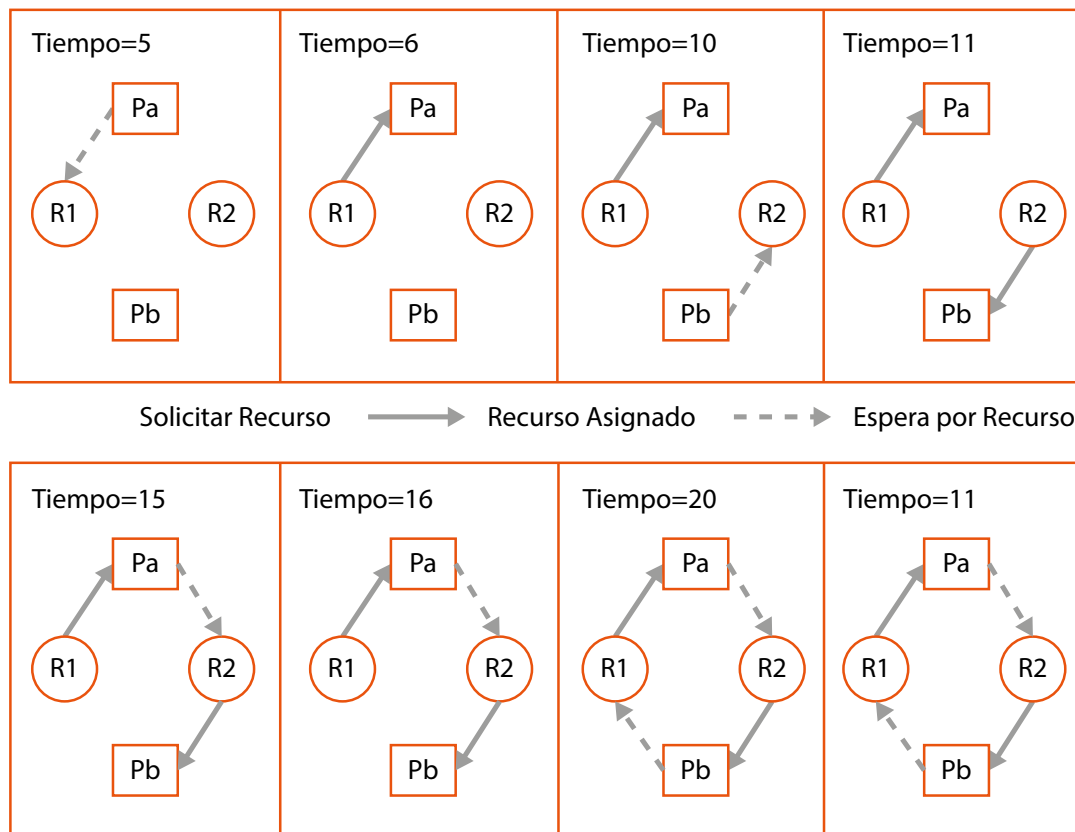 Tiempo=5 Tiempo=6 Tiempo=10 Tiempo=11
Pa Pa Pa Pa
R1 R2 R1 R2 R1 R2 R1 R2
Pb Pb Pb Pb
Solicitar Recurso Recurso Asignado Espera por Recurso
Tiempo=15 Tiempo=16 Tiempo=20 Tiempo=11
Pa Pa Pa Pa
R1 R2 R1 R2 R1 R2 R1 R2
Pb Pb Pb Pb